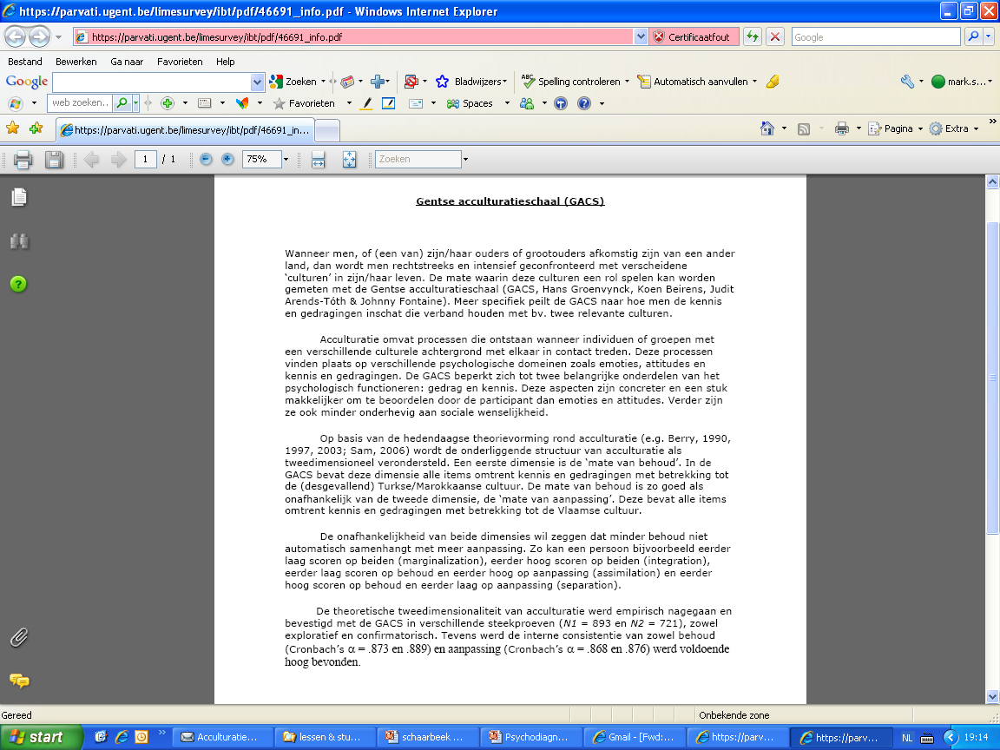 https://parvati.ugent.be/limesurvey/ibt/pdf/46691_info.pdf - Windows Internet Explorer
https://parvati.ugent.be/limesurvey/ibt/pdf/46691_info.pdf Certificaatfout Google
Bestand Bewerken Ga naar Favorieten Help
Google Zoeken Bladwijzers Spelling controleren Automatisch aanvullen mark.s...
web zoeken.. Favorieten Spaces
https://parvati.ugent.be/limesurvey/ibt/pdf/46691_in... Pagina Extra
1 / 1 75% Zoeken
Gentse acculturatieschaal (GACS)
Wanneer men, of (een van) zijn/haar ouders of grootouders afkomstig zijn van een ander
land, dan wordt men rechtstreeks en intensief geconfronteerd met verscheidene
‘culturen’ in zijn/haar leven. De mate waarin deze culturen een rol spelen kan worden
gemeten met de Gentse acculturatieschaal (GACS, Hans Groenvynck, Koen Beirens, Judit
Arends-Tóth & Johnny Fontaine). Meer specifiek peilt de GACS naar hoe men de kennis
en gedragingen inschat die verband houden met bv. twee relevante culturen.
Acculturatie omvat processen die ontstaan wanneer individuen of groepen met
een verschillende culturele achtergrond met elkaar in contact treden. Deze processen
vinden plaats op verschillende psychologische domeinen zoals emoties, attitudes en
kennis en gedragingen. De GACS beperkt zich tot twee belangrijke onderdelen van het
psychologisch functioneren: gedrag en kennis. Deze aspecten zijn concreter en een stuk
makkelijker om te beoordelen door de participant dan emoties en attitudes. Verder zijn
ze ook minder onderhevig aan sociale wenselijkheid.
Op basis van de hedendaagse theorievorming rond acculturatie (e.g. Berry, 1990,
1997, 2003; Sam, 2006) wordt de onderliggende structuur van acculturatie als
tweedimensioneel verondersteld. Een eerste dimensie is de ‘mate van behoud’. In de
GACS bevat deze dimensie alle items omtrent kennis en gedragingen met betrekking tot
de (desgevallend) Turkse/Marokkaanse cultuur. De mate van behoud is zo goed als
onafhankelijk van de tweede dimensie, de ‘mate van aanpassing’. Deze bevat alle items
omtrent kennis en gedragingen met betrekking tot de Vlaamse cultuur.
De onafhankelijkheid van beide dimensies wil zeggen dat minder behoud niet
automatisch samenhangt met meer aanpassing. Zo kan een persoon bijvoorbeeld eerder
laag scoren op beiden (marginalization), eerder hoog scoren op beiden (integration),
eerder laag scoren op behoud en eerder hoog op aanpassing (assimilation) en eerder
hoog scoren op behoud en eerder laag op aanpassing (separation).
De theoretische tweedimensionaliteit van acculturatie werd empirisch nagegaan en
bevestigd met de GACS in verschillende steekproeven (N1 = 893 en N2 = 721), zowel
exploratief en confirmatorisch. Tevens werd de interne consistentie van zowel behoud
(Cronbach’s α = .873 en .889) en aanpassing (Cronbach’s α = .868 en .876) werd voldoende
hoog bevonden.
Gereed Onbekende zone
start Acculturatie... lessen & stu... schaarbeek ... Psychodiagn... Gmail - [Fwd:... https://parv... https://parv... NL 19:14